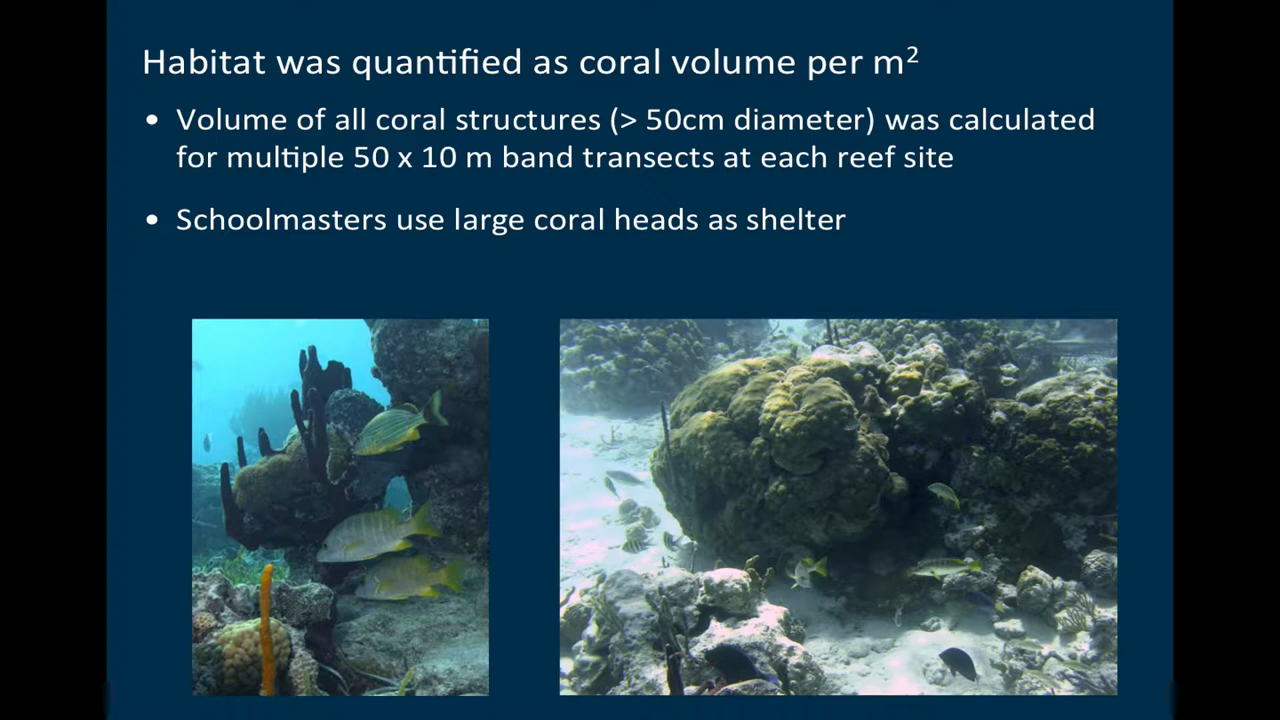 Habitat was quantified as coral volume per m²
• Volume of all coral structures (> 50cm diameter) was calculated
for multiple 50 x 10 m band transects at each reef site
• Schoolmasters use large coral heads as shelter